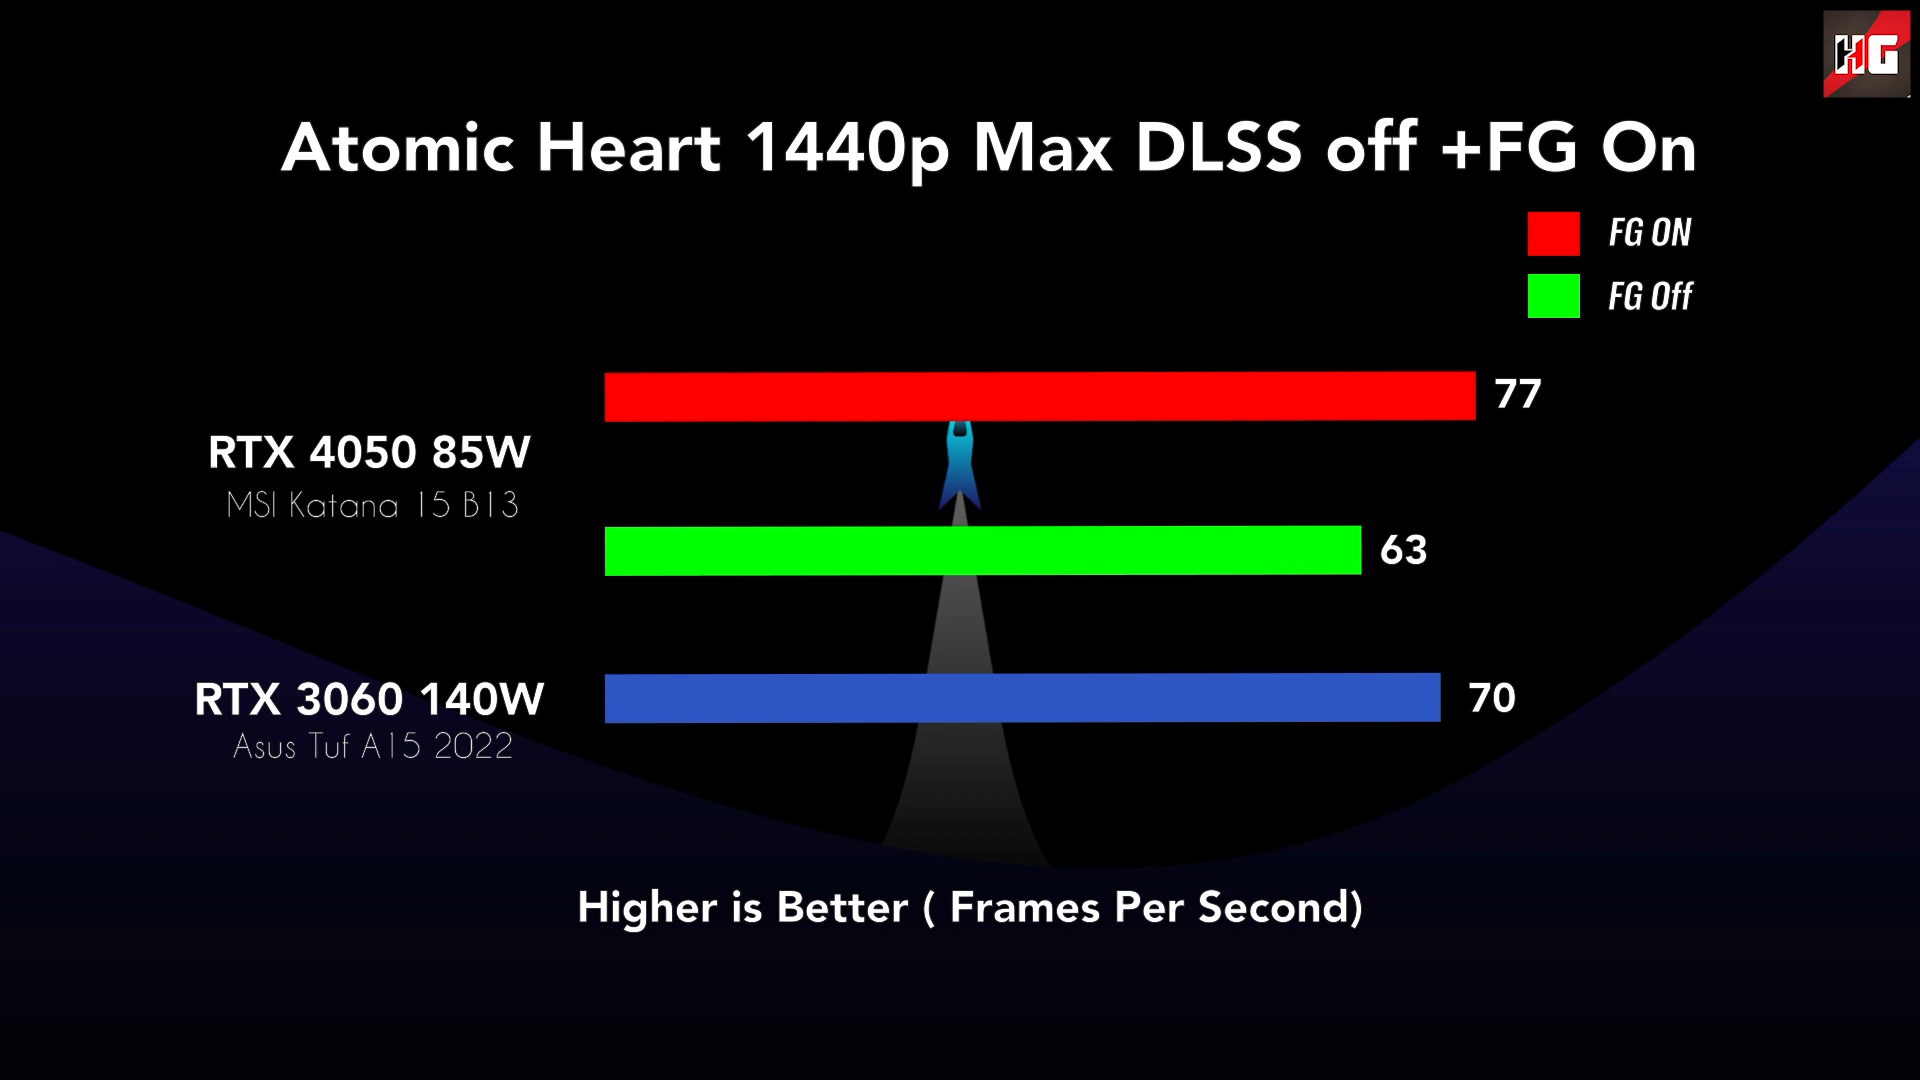 HG
Atomic Heart 1440p Max DLSS off +FG On
FG ON
FG Off
77
RTX 4050 85W
MSI Katana 15 B13
63
RTX 3060 140W
70
Asus Tuf A15 2022
Higher is Better ( Frames Per Second)